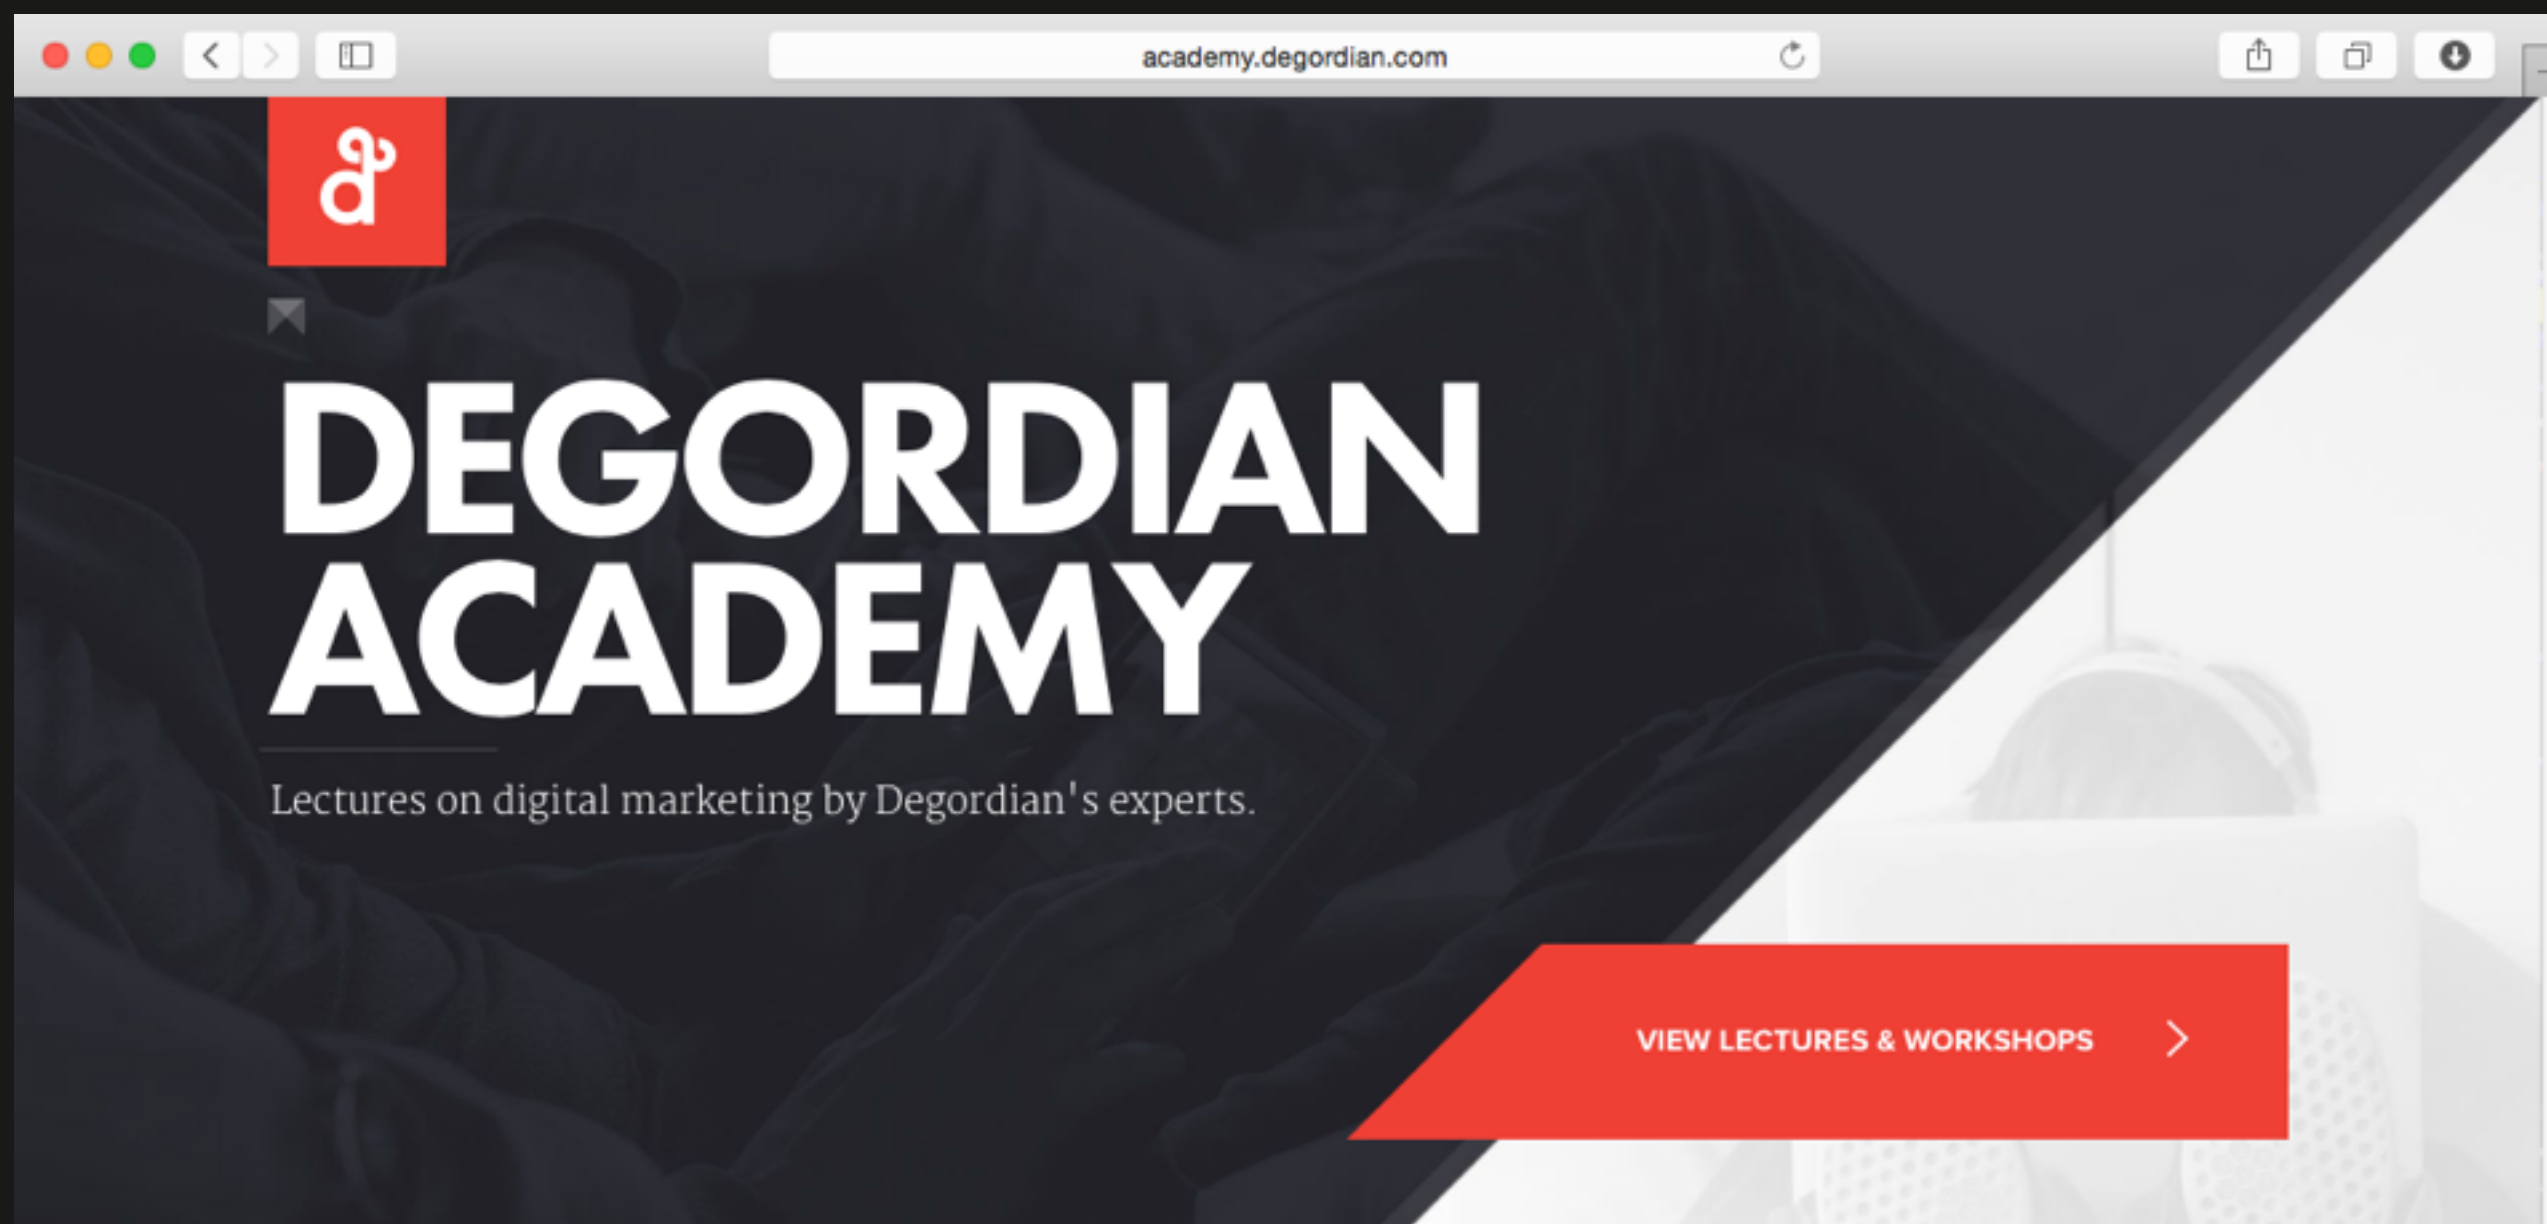 academy.degordian.com
DEGORDIAN
ACADEMY
Lectures on digital marketing by Degordian's experts.
VIEW LECTURES & WORKSHOPS